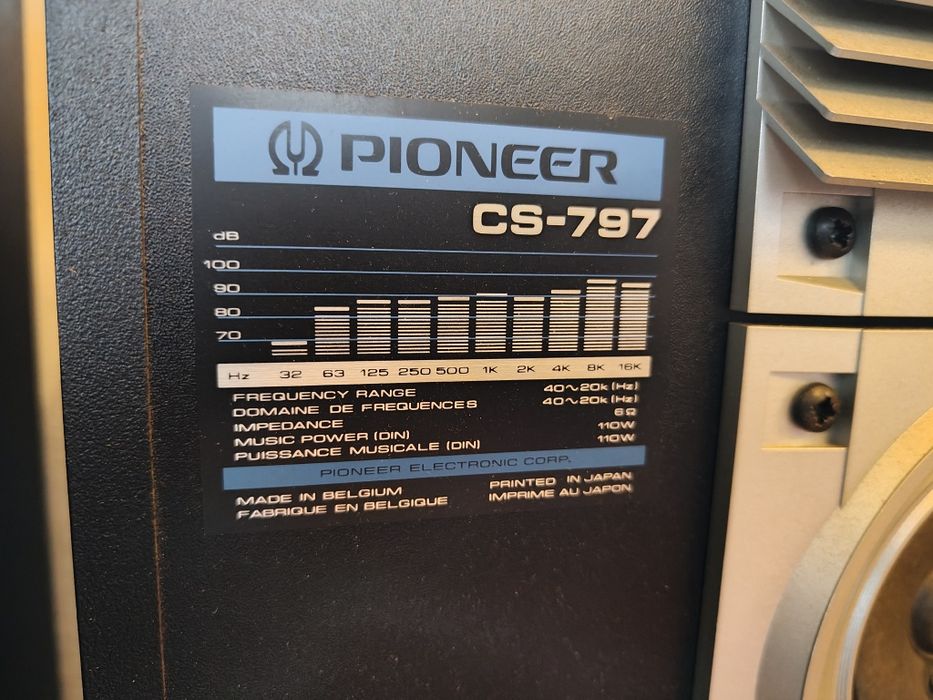 PIONEER
CS-797
dB
100
90
80
70
Hz 32 63 125 250 500 1K 2K 4K 8K 16K
FREQUENCY RANGE 40~20k (Hz)
DOMAINE DE FREQUENCES 40~20k (Hz)
IMPEDANCE 6Ω
MUSIC POWER (DIN) 110W
PUISSANCE MUSICALE (DIN) 110W
PIONEER ELECTRONIC CORP.
MADE IN BELGIUM PRINTED IN JAPAN
FABRIQUE EN BELGIQUE IMPRIME AU JAPON